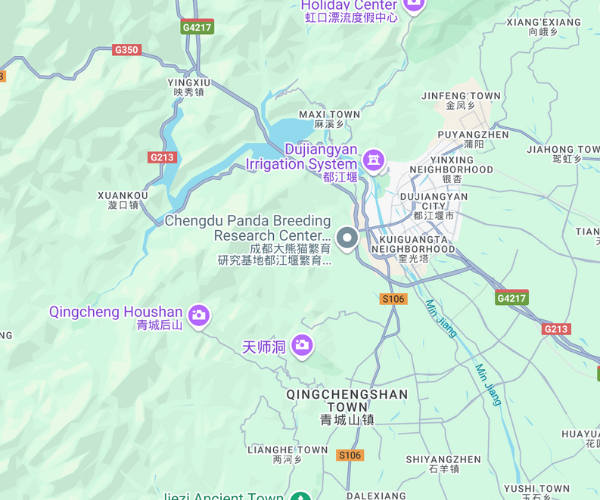 Holiday Center
虹口漂流度假中心
XIANG'EXIANG
向峨乡
G4217
G350
YINGXIU
映秀镇
JINFENG TOWN
金凤乡
MAXI TOWN
麻溪乡
PUYANGZHEN
蒲阳
Dujiangyan
Irrigation System
都江堰
YINXING
NEIGHBORHOOD
银杏
JIAHONG TOWN
驾虹乡
G213
XUANKOU
漩口镇
DUJIANGYAN
CITY
都江堰市
Chengdu Panda Breeding
Research Center...
成都大熊猫繁育
研究基地都江堰繁育...
KUIGUANGTA
NEIGHBORHOOD
奎光塔
TIAN
S106
G4217
Min Jiang
G213
Qingcheng Houshan
青城后山
天师洞
Min Jiang
QINGCHENGSHAN
TOWN
青城山镇
LIANGHE TOWN
两河乡
S106
SHIYANGZHEN
石羊镇
HUAYUA
YUSHI TOWN
玉石乡
Jiezi Ancient Town
DALEXIANG